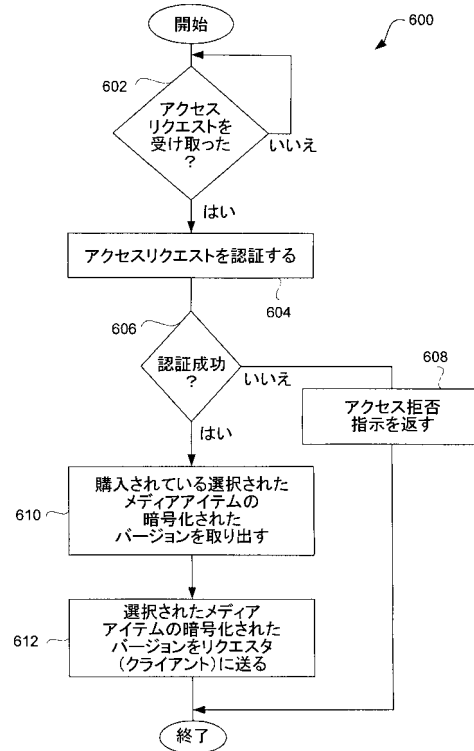 開始
600
602
アクセス
リクエストを
受け取った
?
いいえ
はい
アクセスリクエストを認証する
604
606
認証成功
?
いいえ
608
アクセス拒否
指示を返す
はい
購入されている選択された
メディアアイテムの
暗号化された
バージョンを取り出す
610
選択されたメディア
アイテムの暗号化された
バージョンをリクエスタ
(クライアント)に送る
612
終了